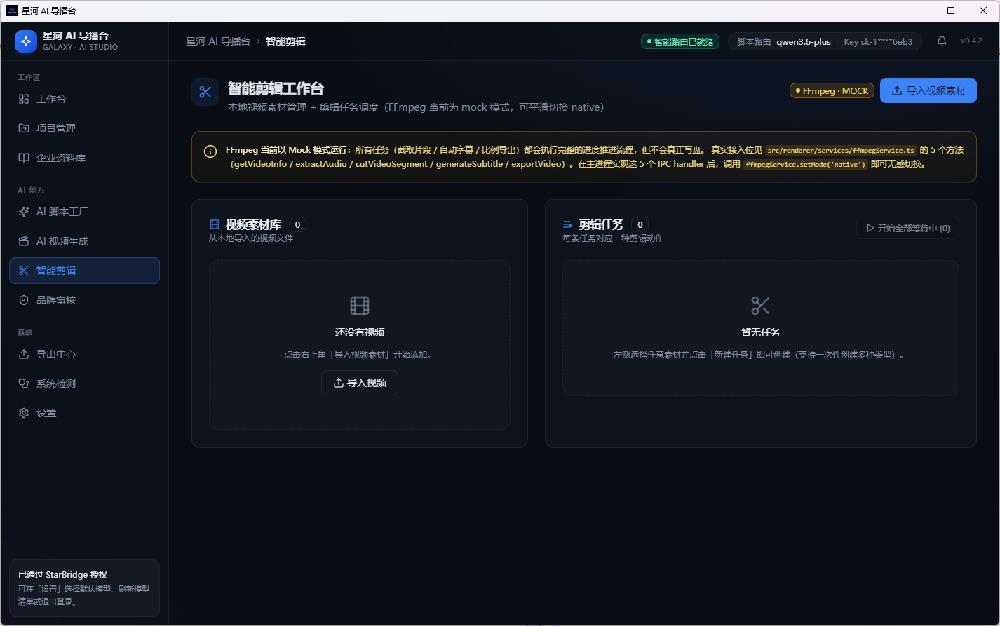 星河 AI 导播台
星河 AI 导播台
GALAXY · AI STUDIO
星河 AI 导播台 > 智能剪辑
智能路由已就绪
脚本路由 qwen3.6-plus · Key sk-1****6eb3
v0.4.2
工作区
工作台
项目管理
企业资料库
AI 能力
AI 脚本工厂
AI 视频生成
智能剪辑
品牌审核
系统
导出中心
系统检测
设置
已通过 StarBridge 授权
可在「设置」选择默认模型、刷新模型
清单或退出登录。
智能剪辑工作台
本地视频素材管理 + 剪辑任务调度（FFmpeg 当前为 mock 模式，可平滑切换 native）
FFmpeg · MOCK
导入视频素材
FFmpeg 当前以 Mock 模式运行：所有任务（截取片段 / 自动字幕 / 比例导出）都会执行完整的进度推进流程，但不会真正写盘。 真实接入位见 src/renderer/services/ffmpegService.ts 的 5 个方法
（getVideoInfo / extractAudio / cutVideoSegment / generateSubtitle / exportVideo）。在主进程实现这 5 个 IPC handler 后，调用 ffmpegService.setMode('native') 即可无感切换。
视频素材库 0
从本地导入的视频文件
还没有视频
点击右上角「导入视频素材」开始添加。
导入视频
剪辑任务 0
每条任务对应一种剪辑动作
开始全部等待中 (0)
暂无任务
左侧选择任意素材并点击「新建任务」即可创建（支持一次性创建多种类型）。